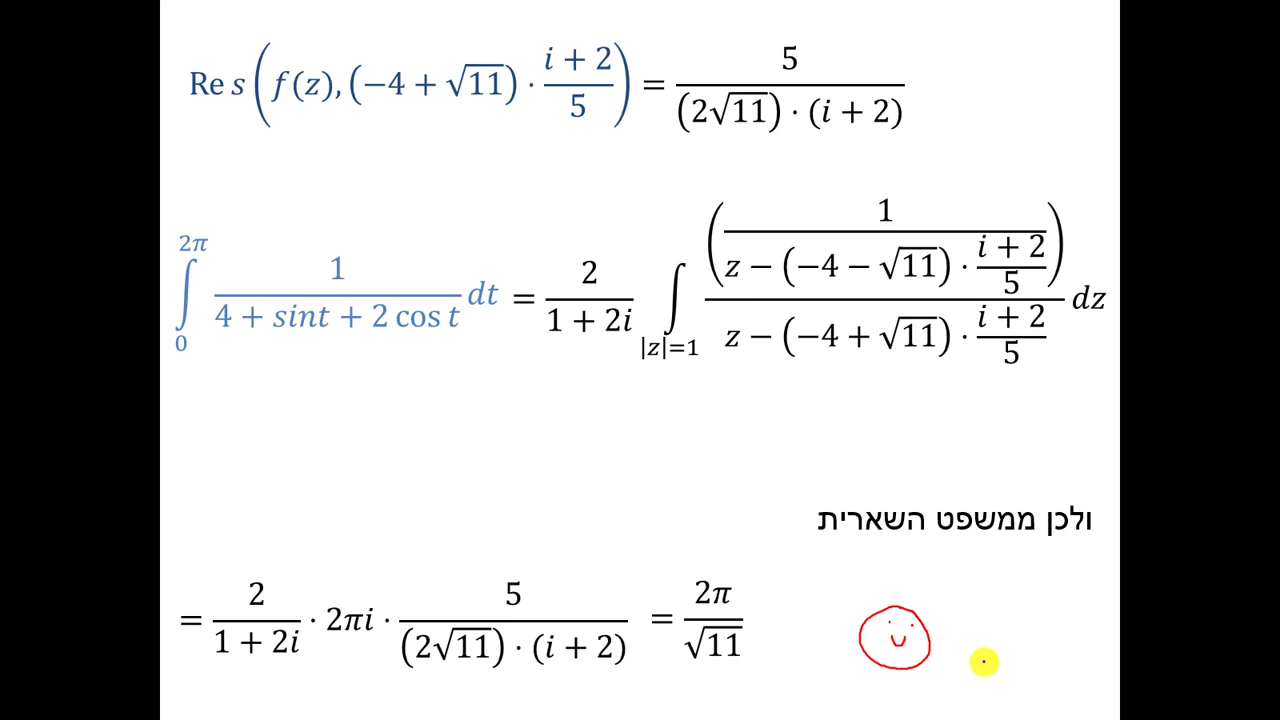 Re s(f(z), (−4 + √11) · (i + 2)/5) = 5/((2√11) · (i + 2))
∫₀^{2π} 1/(4 + sint + 2 cos t) dt = 2/(1 + 2i) ∫_{|z|=1} (1/(z − (−4 − √11) · (i + 2)/5))/(z − (−4 + √11) · (i + 2)/5) dz
ולכן ממשפט השארית
= 2/(1 + 2i) · 2πi · 5/((2√11) · (i + 2)) = 2π/√11